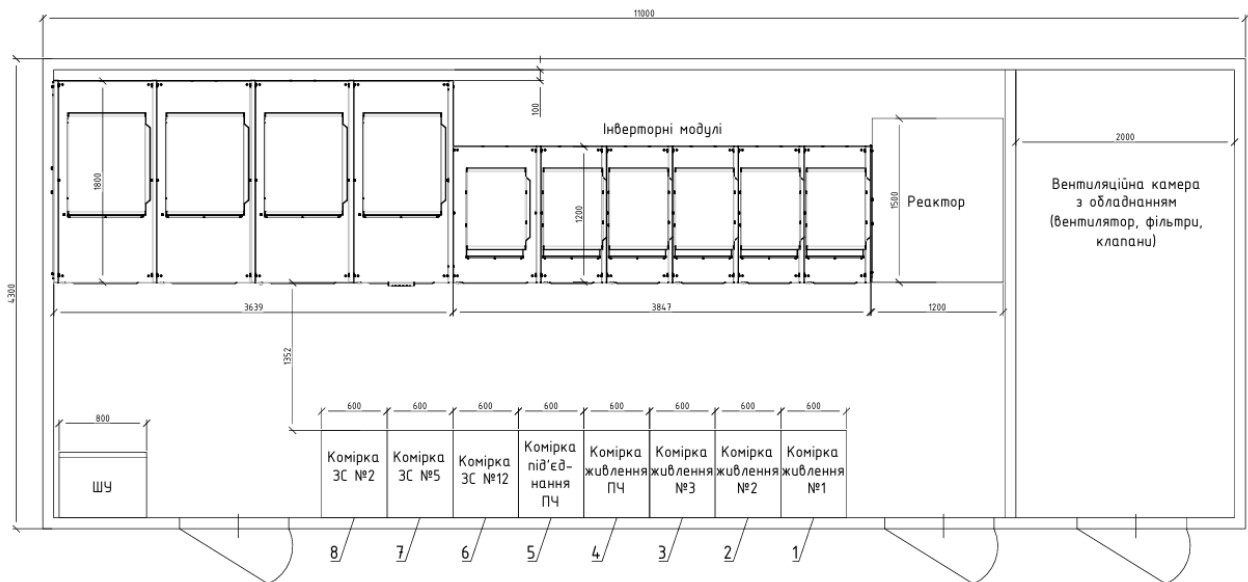 11000
4300
1800
100
Інверторні модулі
1200
1500
Реактор
2000
Вентиляційна камера
з обладнанням
(вентилятор, фільтри,
клапани)
3639
3847
1200
1352
800
ШУ
600
600
600
600
600
600
600
600
Комірка
ЗС №2
Комірка
ЗС №5
Комірка
ЗС №12
Комірка
під'єд-
нання
ПЧ
Комірка
живлення
ПЧ
Комірка
живлення
№3
Комірка
живлення
№2
Комірка
живлення
№1
8
7
6
5
4
3
2
1